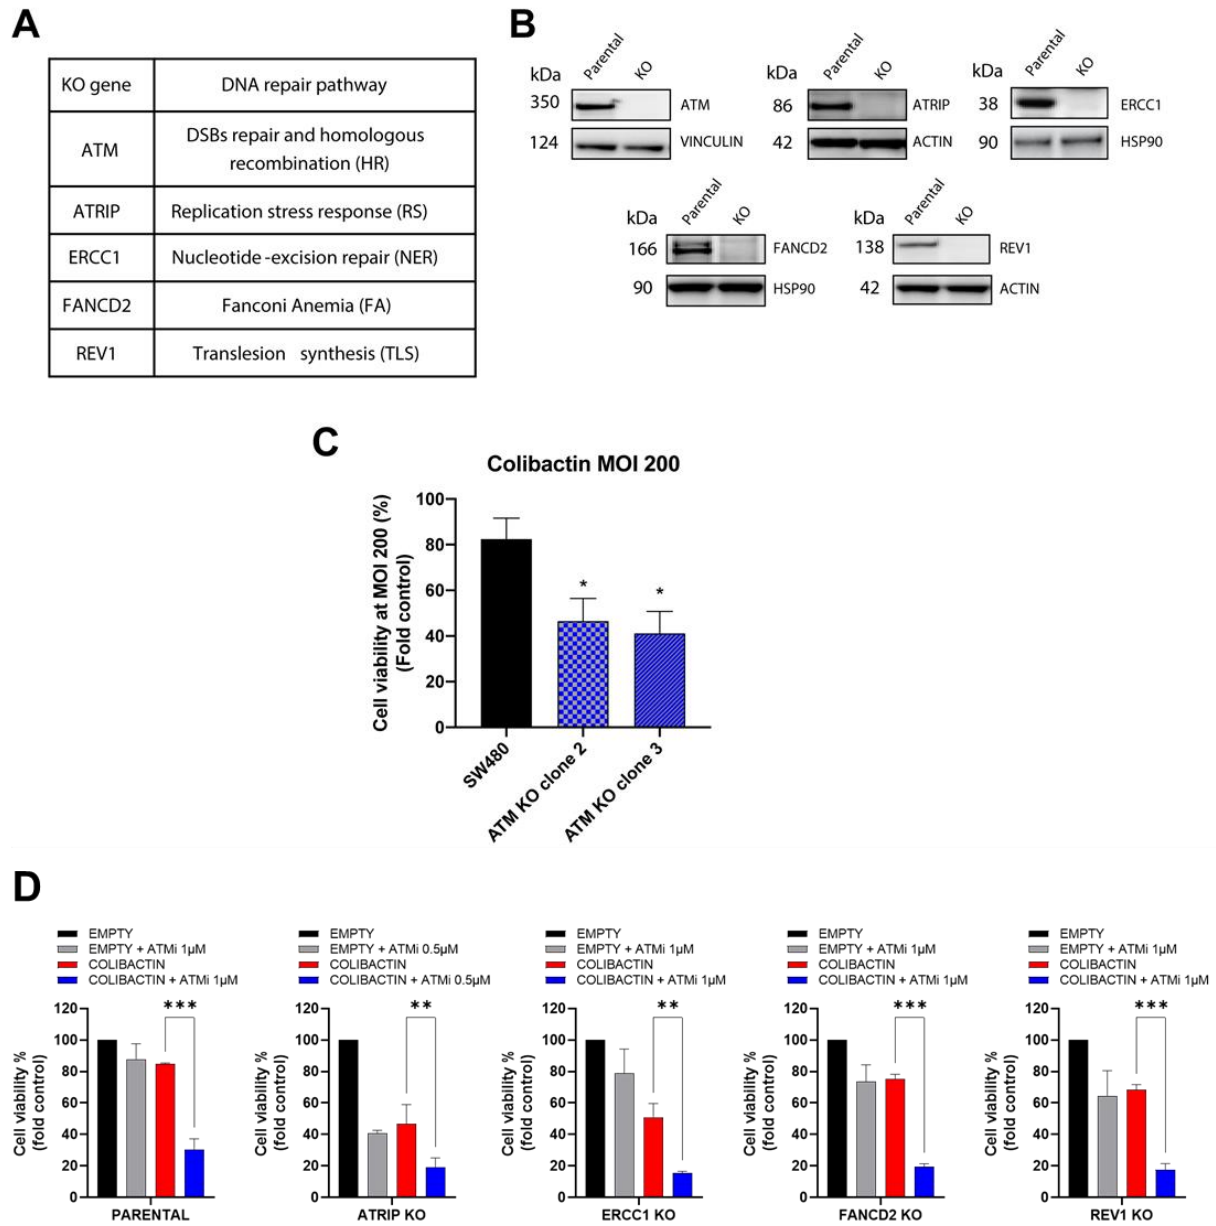 A
KO gene DNA repair pathway
ATM DSBs repair and homologous
recombination (HR)
ATRIP Replication stress response (RS)
ERCC1 Nucleotide-excision repair (NER)
FANCD2 Fanconi Anemia (FA)
REV1 Translesion synthesis (TLS)
B
kDa Parental KO
350 ATM
124 VINCULIN
kDa Parental KO
86 ATRIP
42 ACTIN
kDa Parental KO
38 ERCC1
90 HSP90
kDa Parental KO
166 FANCD2
90 HSP90
kDa Parental KO
138 REV1
42 ACTIN
C
Colibactin MOI 200
Cell viability at MOI 200 (%)
(Fold control)
100
80
60
40
20
0
* *
SW480
ATM KO clone 2
ATM KO clone 3
D
EMPTY
EMPTY + ATMi 1µM
COLIBACTIN
COLIBACTIN + ATMi 1µM
Cell viability %
(fold control)
120
100
80
60
40
20
0
***
PARENTAL
EMPTY
EMPTY + ATMi 0.5µM
COLIBACTIN
COLIBACTIN + ATMi 0.5µM
Cell viability %
(fold control)
120
100
80
60
40
20
0
**
ATRIP KO
EMPTY
EMPTY + ATMi 1µM
COLIBACTIN
COLIBACTIN + ATMi 1µM
Cell viability %
(fold control)
120
100
80
60
40
20
0
**
ERCC1 KO
EMPTY
EMPTY + ATMi 1µM
COLIBACTIN
COLIBACTIN + ATMi 1µM
Cell viability %
(fold control)
120
100
80
60
40
20
0
***
FANCD2 KO
EMPTY
EMPTY + ATMi 1µM
COLIBACTIN
COLIBACTIN + ATMi 1µM
Cell viability %
(fold control)
120
100
80
60
40
20
0
***
REV1 KO